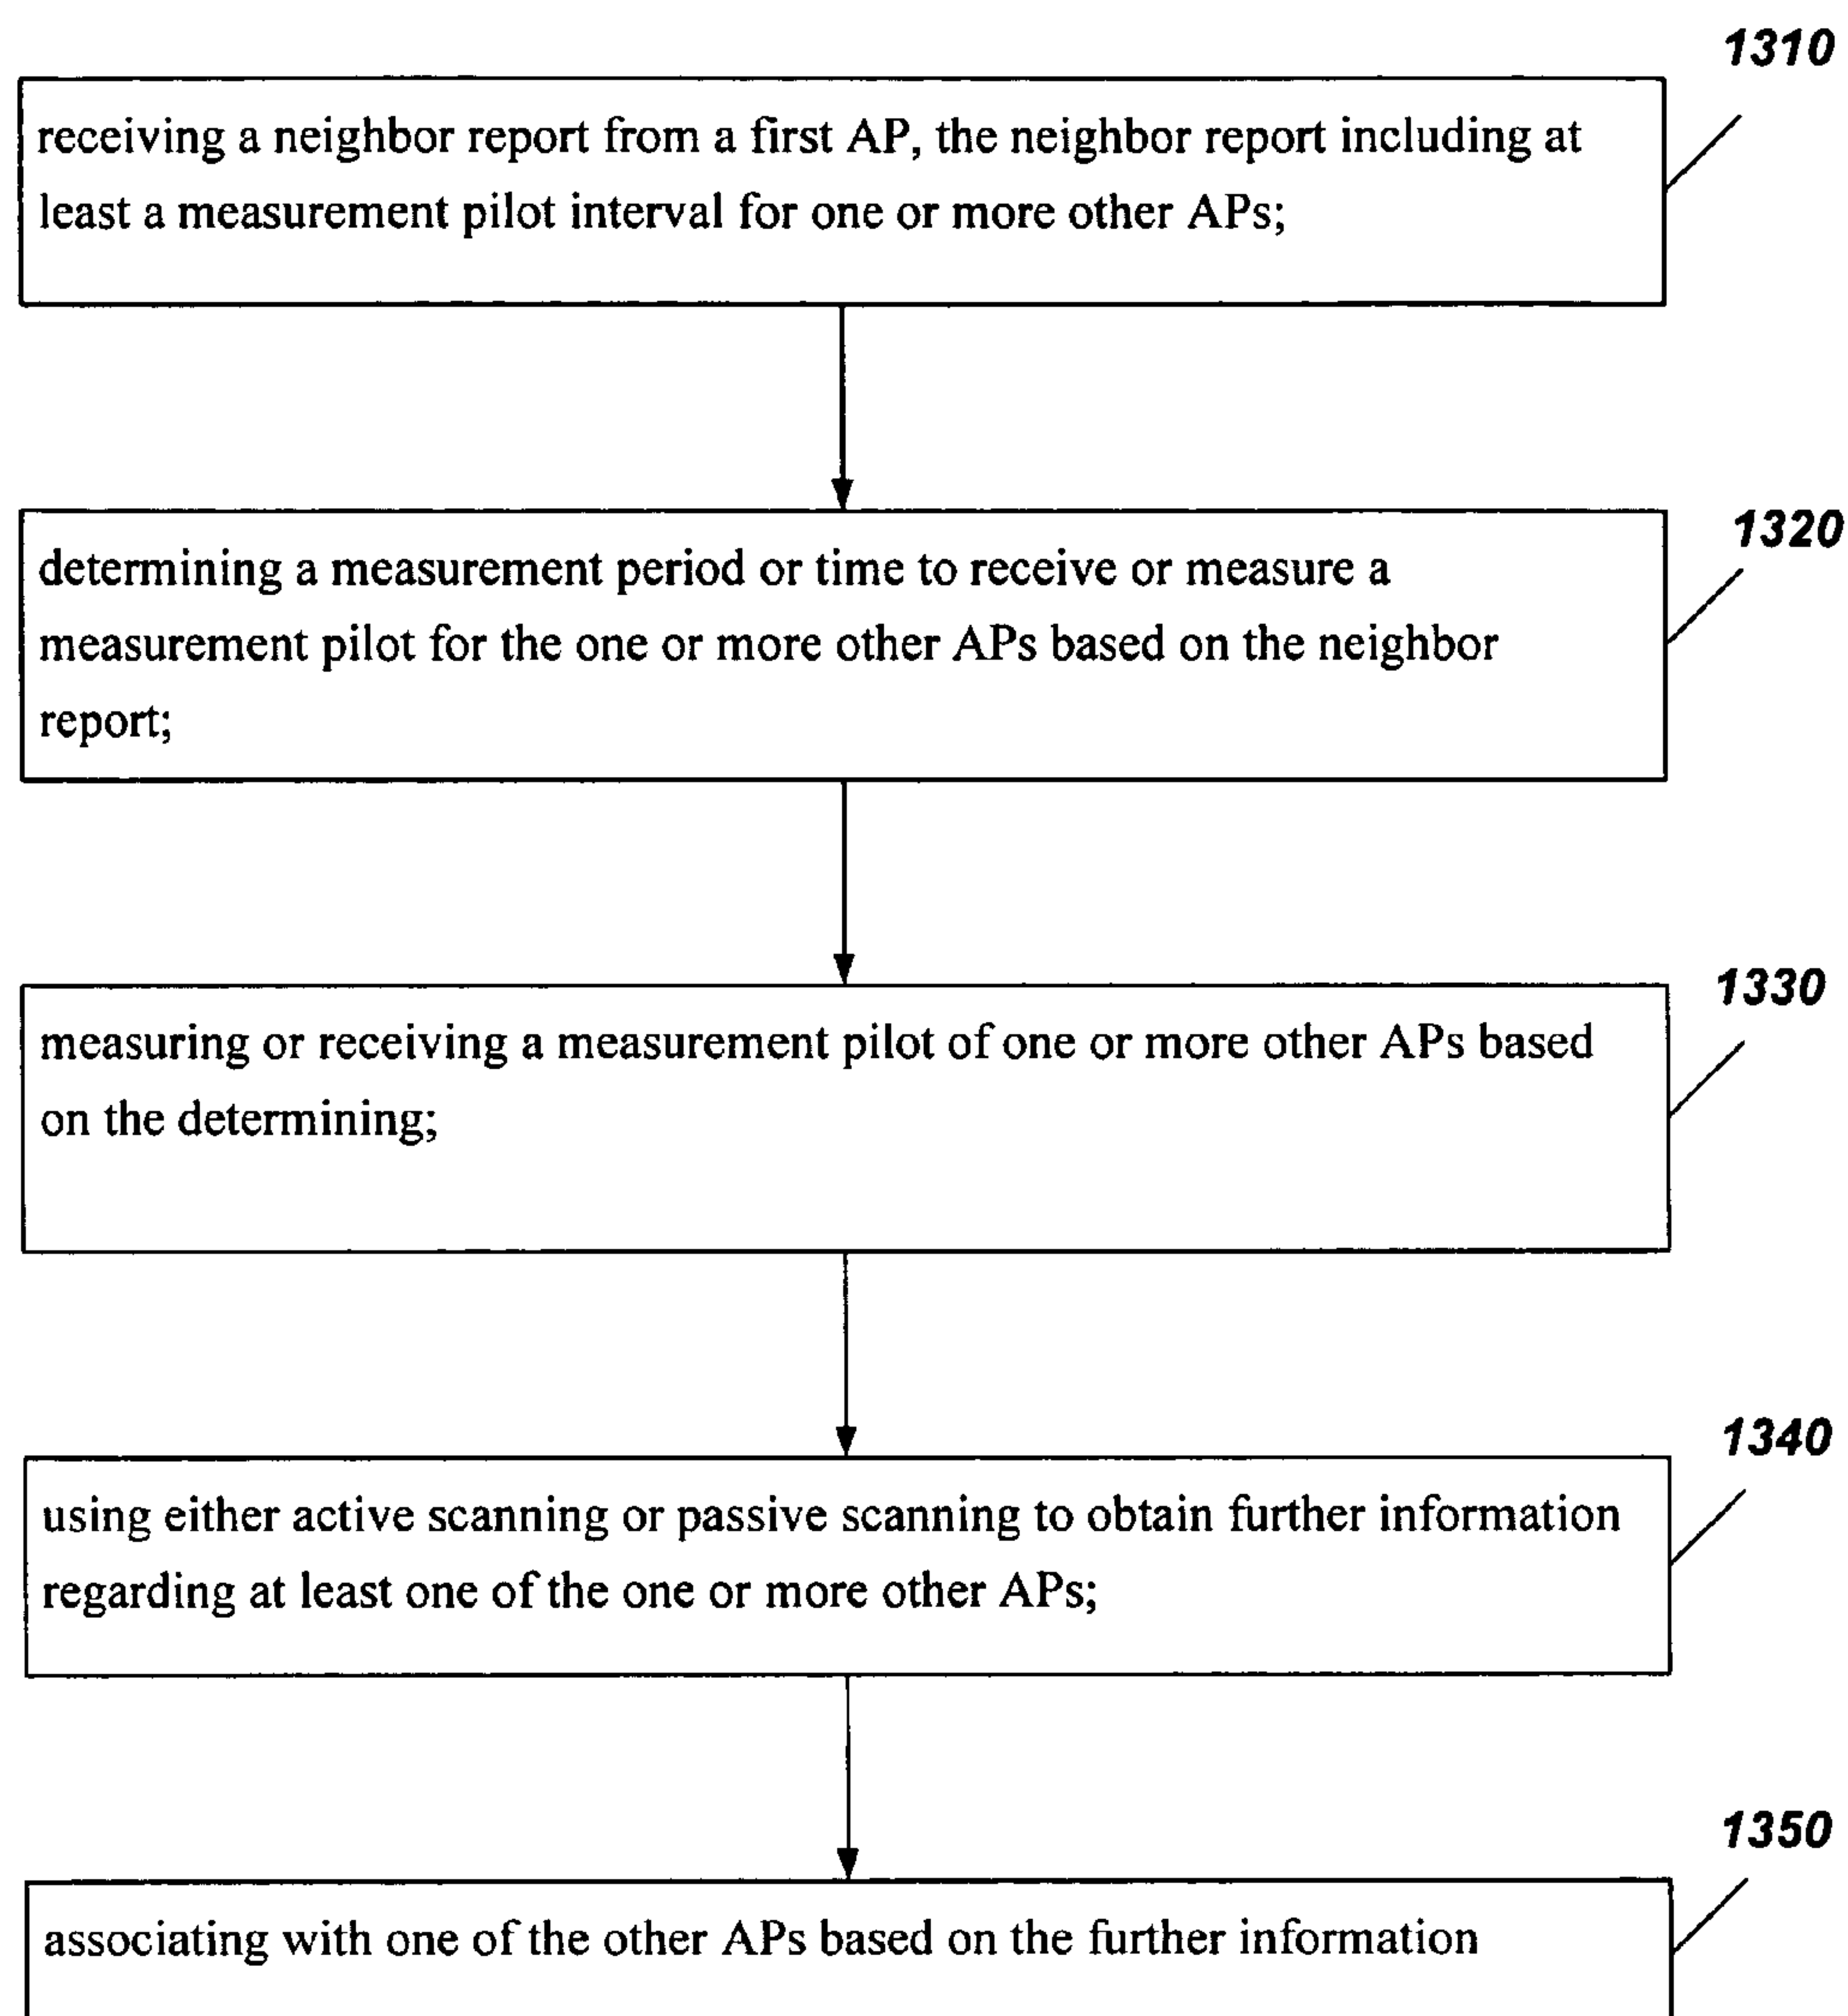 1310
receiving a neighbor report from a first AP, the neighbor report including at
least a measurement pilot interval for one or more other APs;
1320
determining a measurement period or time to receive or measure a
measurement pilot for the one or more other APs based on the neighbor
report;
1330
measuring or receiving a measurement pilot of one or more other APs based
on the determining;
1340
using either active scanning or passive scanning to obtain further information
regarding at least one of the one or more other APs;
1350
associating with one of the other APs based on the further information